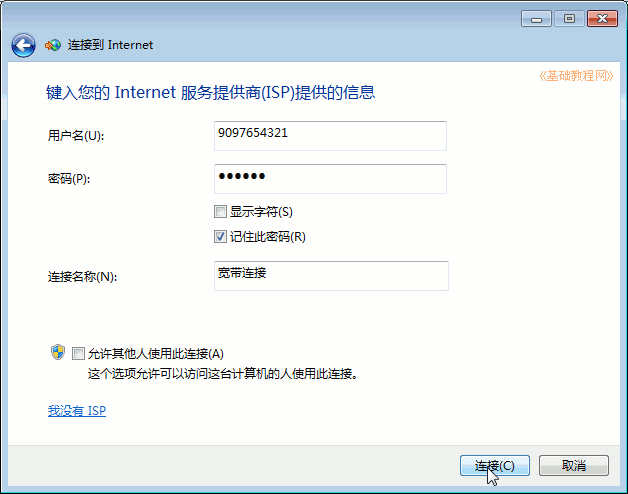 连接到 Internet
《基础教程网》
键入您的 Internet 服务提供商(ISP)提供的信息
用户名(U):
9097654321
密码(P):
●●●●●●
显示字符(S)
记住此密码(R)
连接名称(N):
宽带连接
允许其他人使用此连接(A)
这个选项允许可以访问这台计算机的人使用此连接。
我没有 ISP
连接(C)
取消